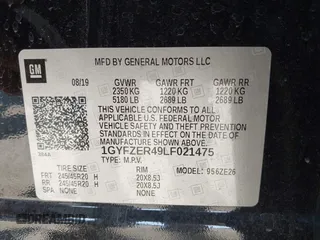 GM
MFD BY GENERAL MOTORS LLC
08/19 GVWR GAWR FRT GAWR RR
2350 KG 1220 KG 1220 KG
5180 LB 2689 LB 2689 LB
THIS VEHICLE CONFORMS TO ALL
APPLICABLE U.S. FEDERAL MOTOR
VEHICLE SAFETY AND THEFT
PREVENTION STANDARDS IN EFFECT
ON THE DATE OF MANUFACTURE
SHOWN ABOVE.
1GYFZER49LF021475
TYPE: M.P.V.
MODEL: 956ZE26
TIRE SIZE SPEED RTG RIM
FRT 245/45R20 H 20X8.5J
RR 245/45R20 H 20X8.5J
SPA NONE NONE